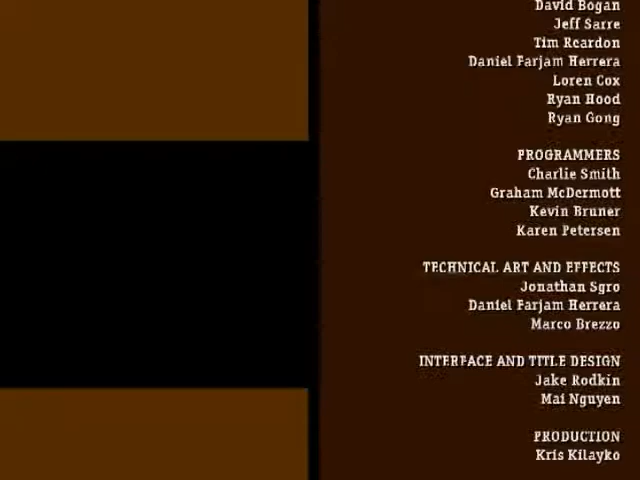 David Bogan
Jeff Sarre
Tim Reardon
Daniel Farjam Herrera
Loren Cox
Ryan Hood
Ryan Gong
PROGRAMMERS
Charlie Smith
Graham McDermott
Kevin Bruner
Karen Petersen
TECHNICAL ART AND EFFECTS
Jonathan Sgro
Daniel Farjam Herrera
Marco Brezzo
INTERFACE AND TITLE DESIGN
Jake Rodkin
Mai Nguyen
PRODUCTION
Kris Kilayko